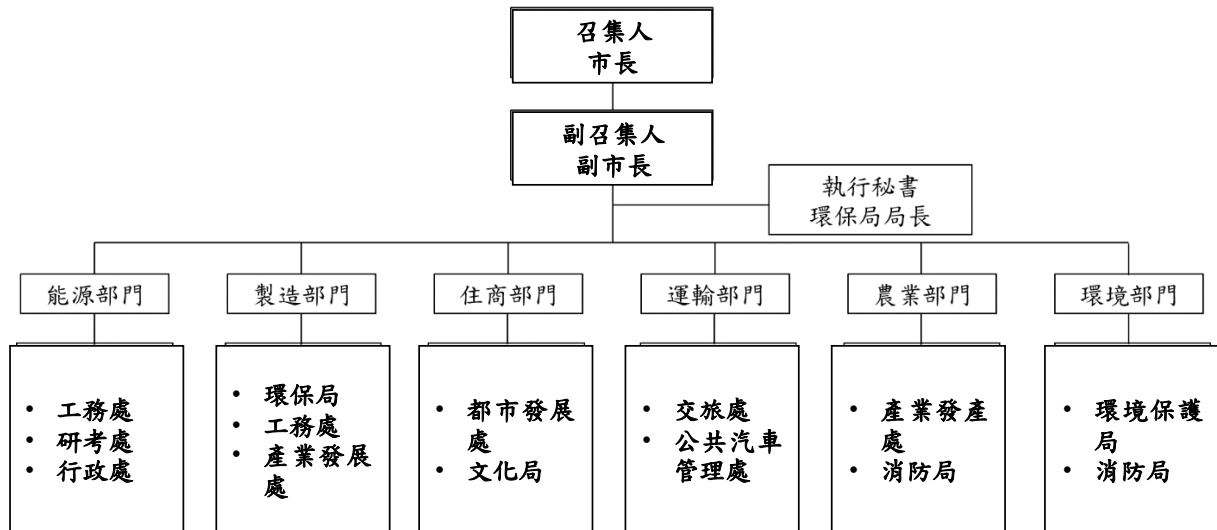 召集人
市長
副召集人
副市長
執行秘書
環保局局長
能源部門
製造部門
住商部門
運輸部門
農業部門
環境部門
• 工務處
• 研考處
• 行政處
• 環保局
• 工務處
• 產業發展
處
• 都市發展
處
• 文化局
• 交旅處
• 公共汽車
管理處
• 產業發產
處
• 消防局
• 環境保護
局
• 消防局